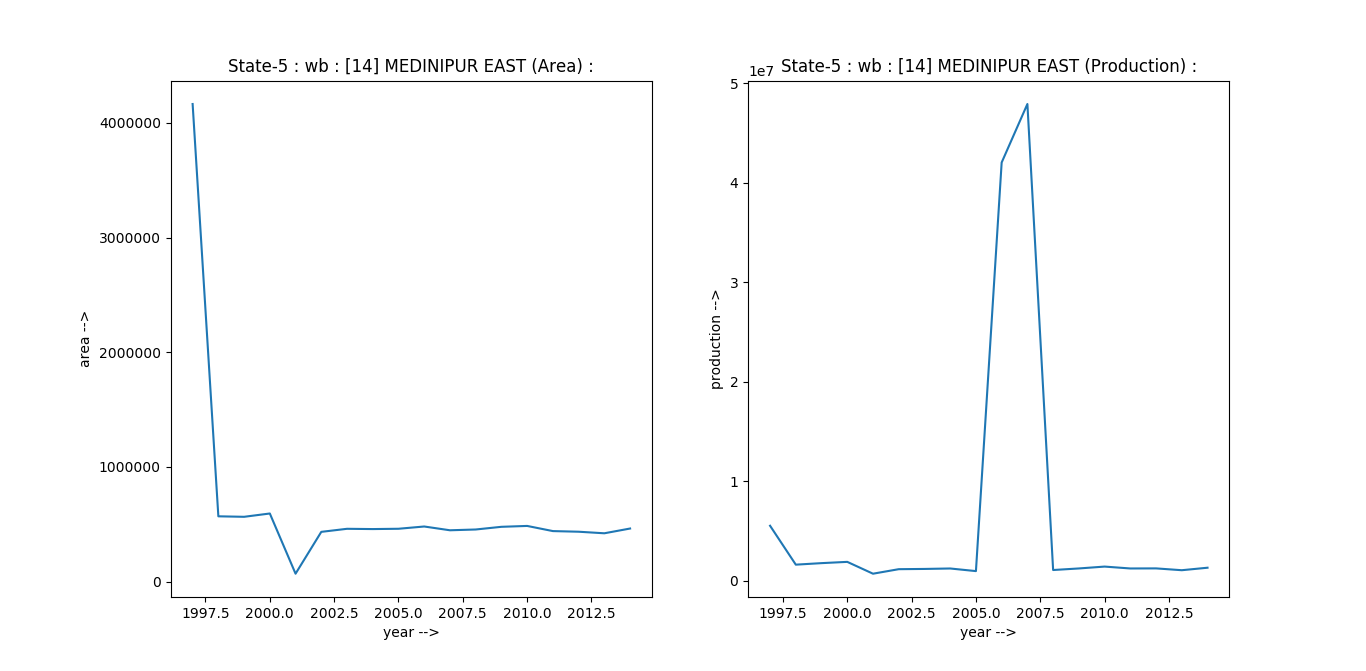 State-5 : wb : [14] MEDINIPUR EAST (Area) :
4000000
3000000
2000000
1000000
0
area -->
1997.5 2000.0 2002.5 2005.0 2007.5 2010.0 2012.5
year -->
1e7 State-5 : wb : [14] MEDINIPUR EAST (Production) :
5
4
3
2
1
0
production -->
1997.5 2000.0 2002.5 2005.0 2007.5 2010.0 2012.5
year -->